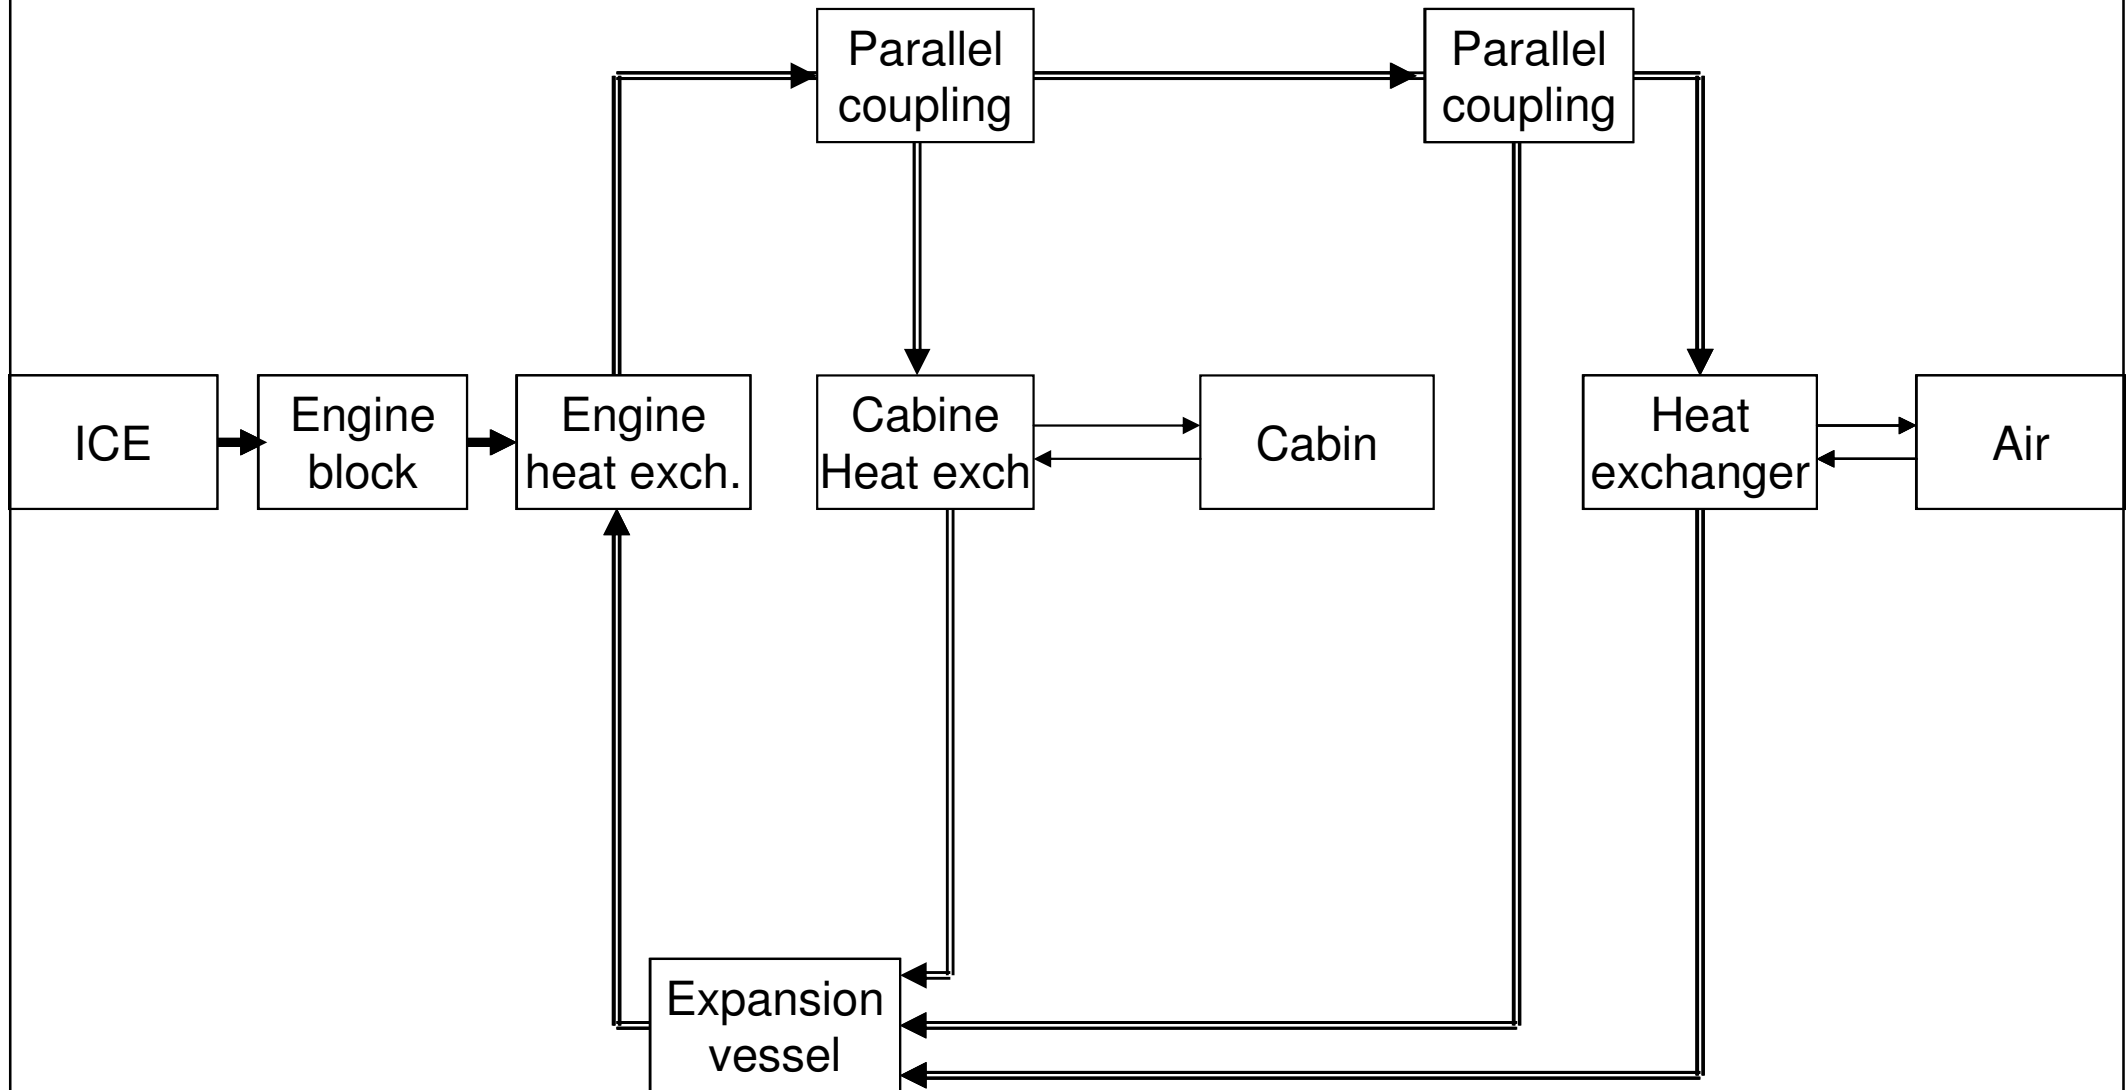 Parallel
coupling
Parallel
coupling
ICE
Engine
block
Engine
heat exch.
Cabine
Heat exch
Cabin
Heat
exchanger
Air
Expansion
vessel